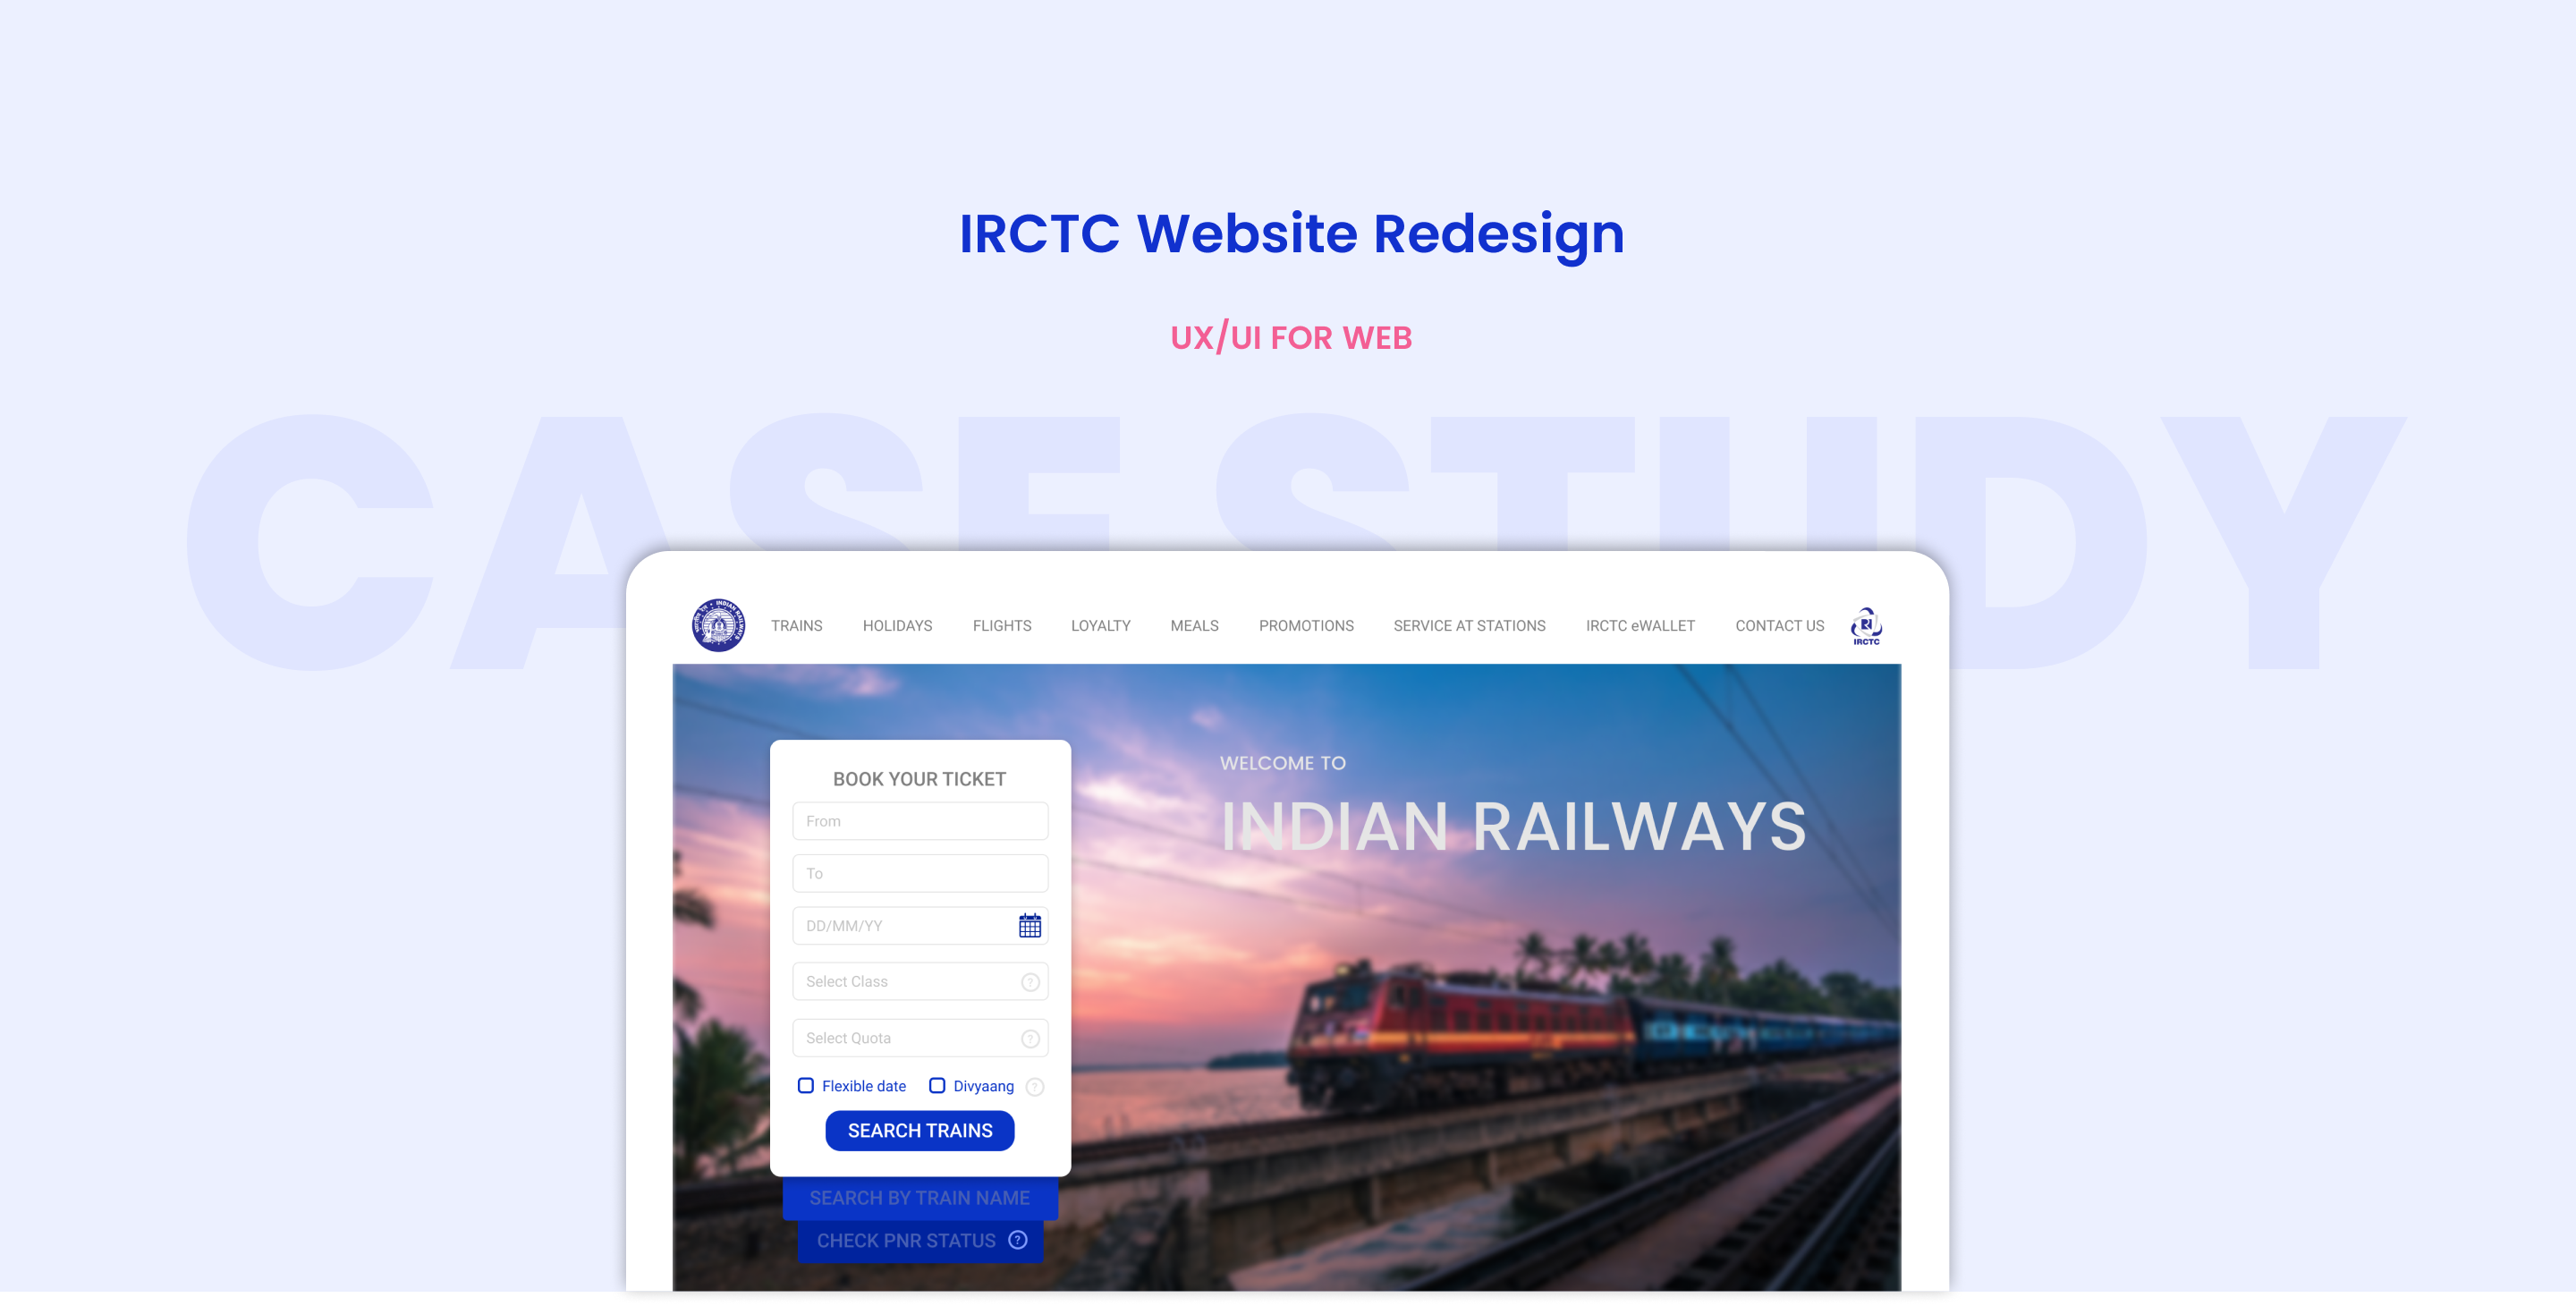 IRCTC Website Redesign
UX/UI FOR WEB
CASE STUDY
INDIAN RAILWAYS
TRAINS HOLIDAYS FLIGHTS LOYALTY MEALS PROMOTIONS SERVICE AT STATIONS IRCTC eWALLET CONTACT US
IRCTC
WELCOME TO
INDIAN RAILWAYS
BOOK YOUR TICKET
From
To
DD/MM/YY
Select Class ?
Select Quota ?
Flexible date Divyaang ?
SEARCH TRAINS
SEARCH BY TRAIN NAME
CHECK PNR STATUS ?